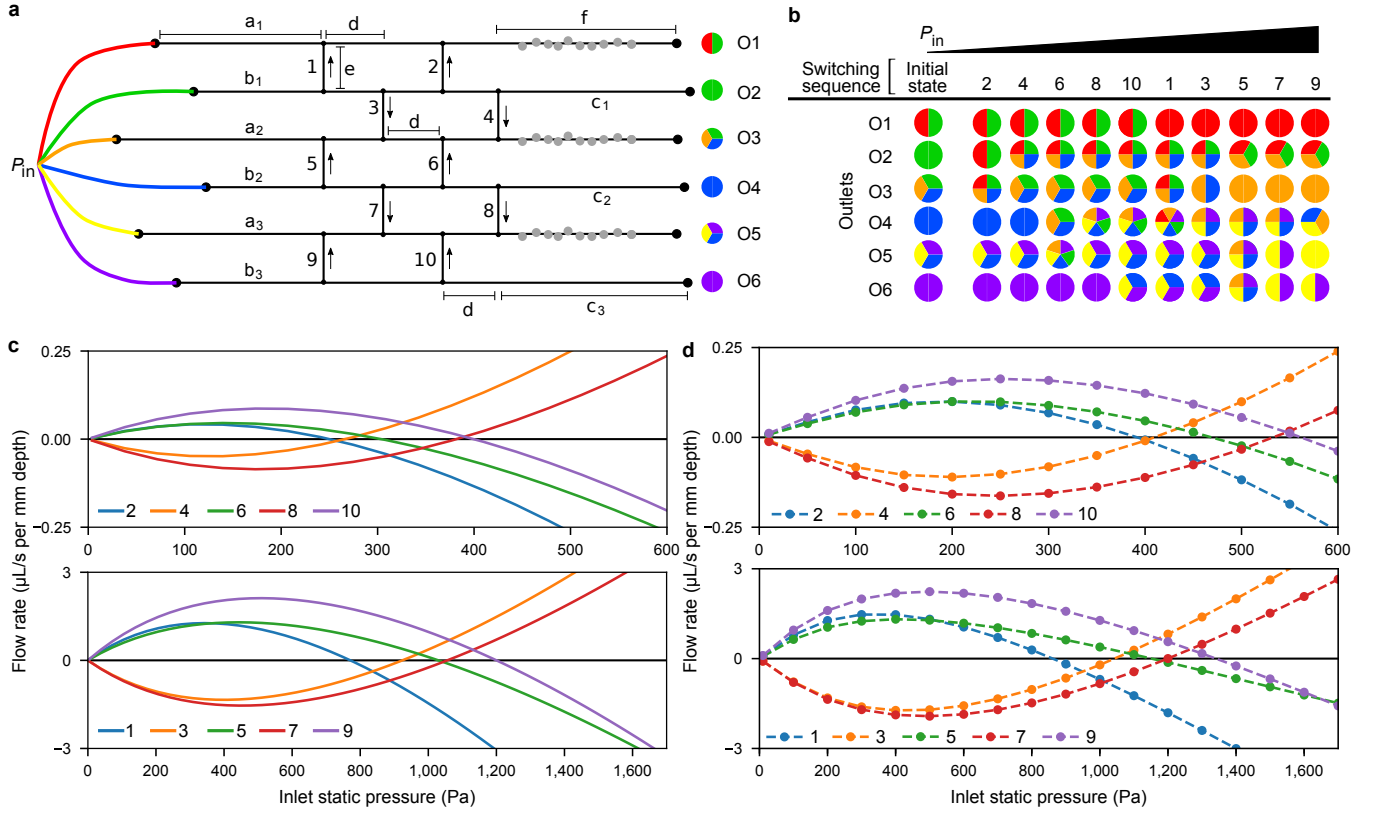 a
a1
d
f
O1
1
e
2
b1
O2
3
4
c1
d
a2
O3
Pin
5
6
b2
O4
7
8
c2
a3
O5
9
10
b3
O6
d
c3
b
Pin
Switching sequence
Initial state
2 4 6 8 10 1 3 5 7 9
Outlets
O1
O2
O3
O4
O5
O6
c
Flow rate (µL/s per mm depth)
0.25
0.00
−0.25
2 4 6 8 10
0 100 200 300 400 500 600
3
0
−3
1 3 5 7 9
0 200 400 600 800 1,000 1,200 1,400 1,600
Inlet static pressure (Pa)
d
Flow rate (µL/s per mm depth)
0.25
0.00
−0.25
2 4 6 8 10
0 100 200 300 400 500 600
3
0
−3
1 3 5 7 9
0 200 400 600 800 1,000 1,200 1,400 1,600
Inlet static pressure (Pa)